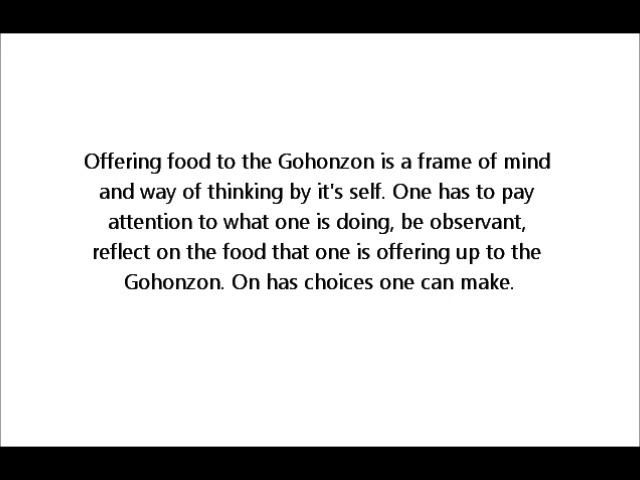 Offering food to the Gohonzon is a frame of mind
and way of thinking by it's self. One has to pay
attention to what one is doing, be observant,
reflect on the food that one is offering up to the
Gohonzon. On has choices one can make.